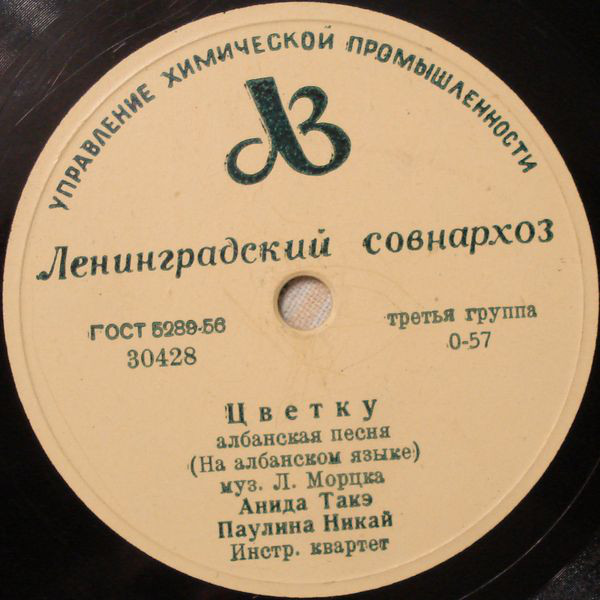 УПРАВЛЕНИЕ ХИМИЧЕСКОЙ ПРОМЫШЛЕННОСТИ
ЛЗ
Ленинградский совнархоз
ГОСТ 5289-56
30428
третья группа
0-57
Цветку
албанская песня
(На албанском языке)
муз. Л. Морцка
Анида Такэ
Паулина Никай
Инстр. квартет